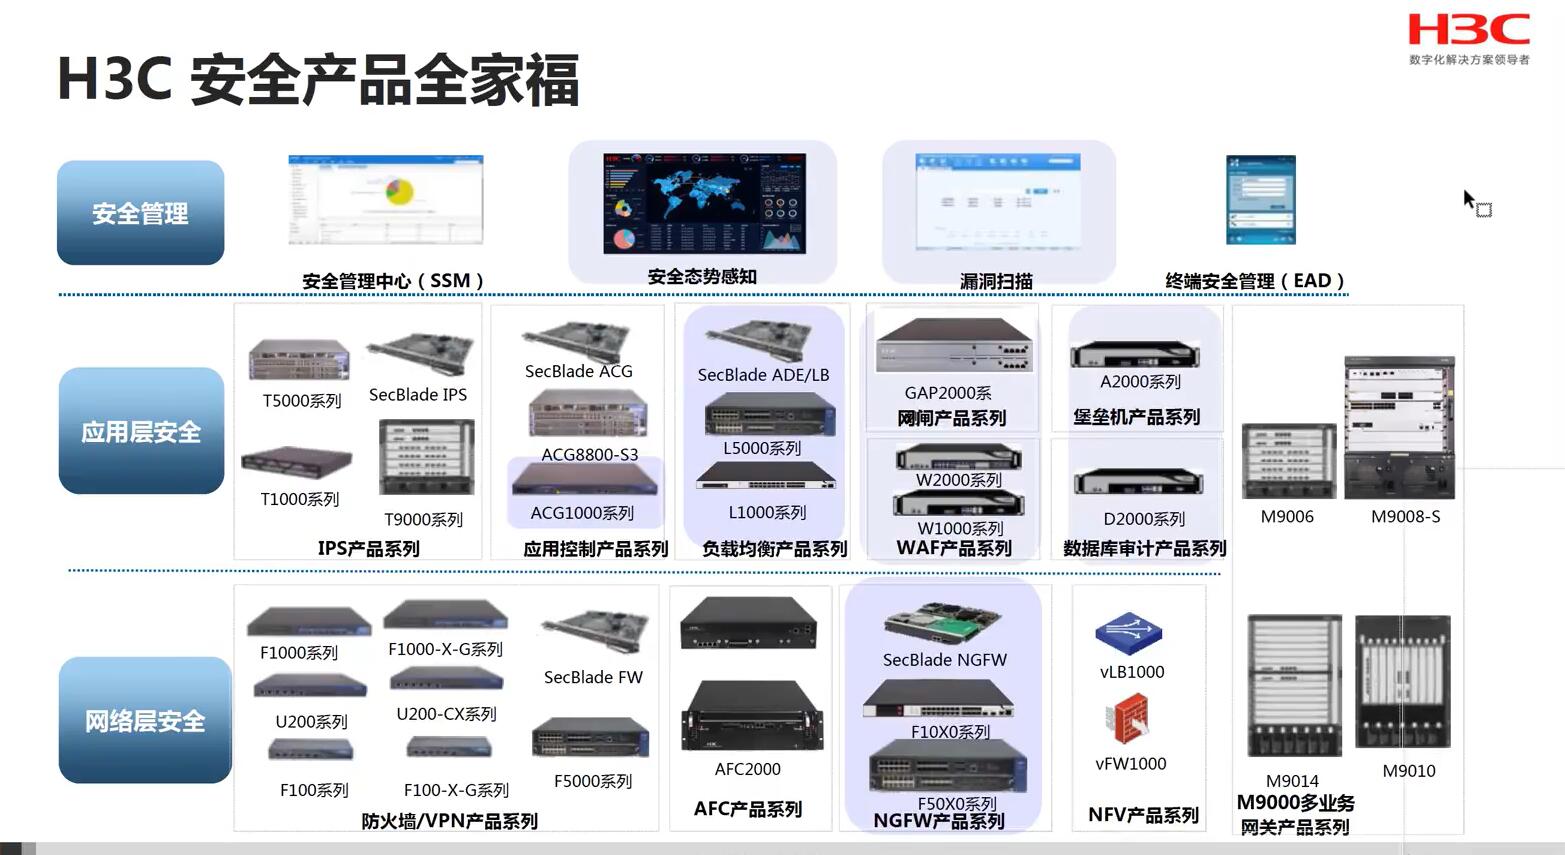 H3C
数字化解决方案领导者
H3C 安全产品全家福
安全管理
安全管理中心（SSM）
安全态势感知
漏洞扫描
终端安全管理（EAD）
应用层安全
T5000系列
SecBlade IPS
T1000系列
T9000系列
IPS产品系列
SecBlade ACG
ACG8800-S3
ACG1000系列
应用控制产品系列
SecBlade ADE/LB
L5000系列
L1000系列
负载均衡产品系列
GAP2000系
网闸产品系列
W2000系列
W1000系列
WAF产品系列
A2000系列
堡垒机产品系列
D2000系列
数据库审计产品系列
M9006
M9008-S
网络层安全
F1000系列
F1000-X-G系列
SecBlade FW
U200系列
U200-CX系列
F100系列
F100-X-G系列
F5000系列
防火墙/VPN产品系列
AFC2000
AFC产品系列
SecBlade NGFW
F10X0系列
F50X0系列
NGFW产品系列
vLB1000
vFW1000
NFV产品系列
M9014
M9010
M9000多业务
网关产品系列